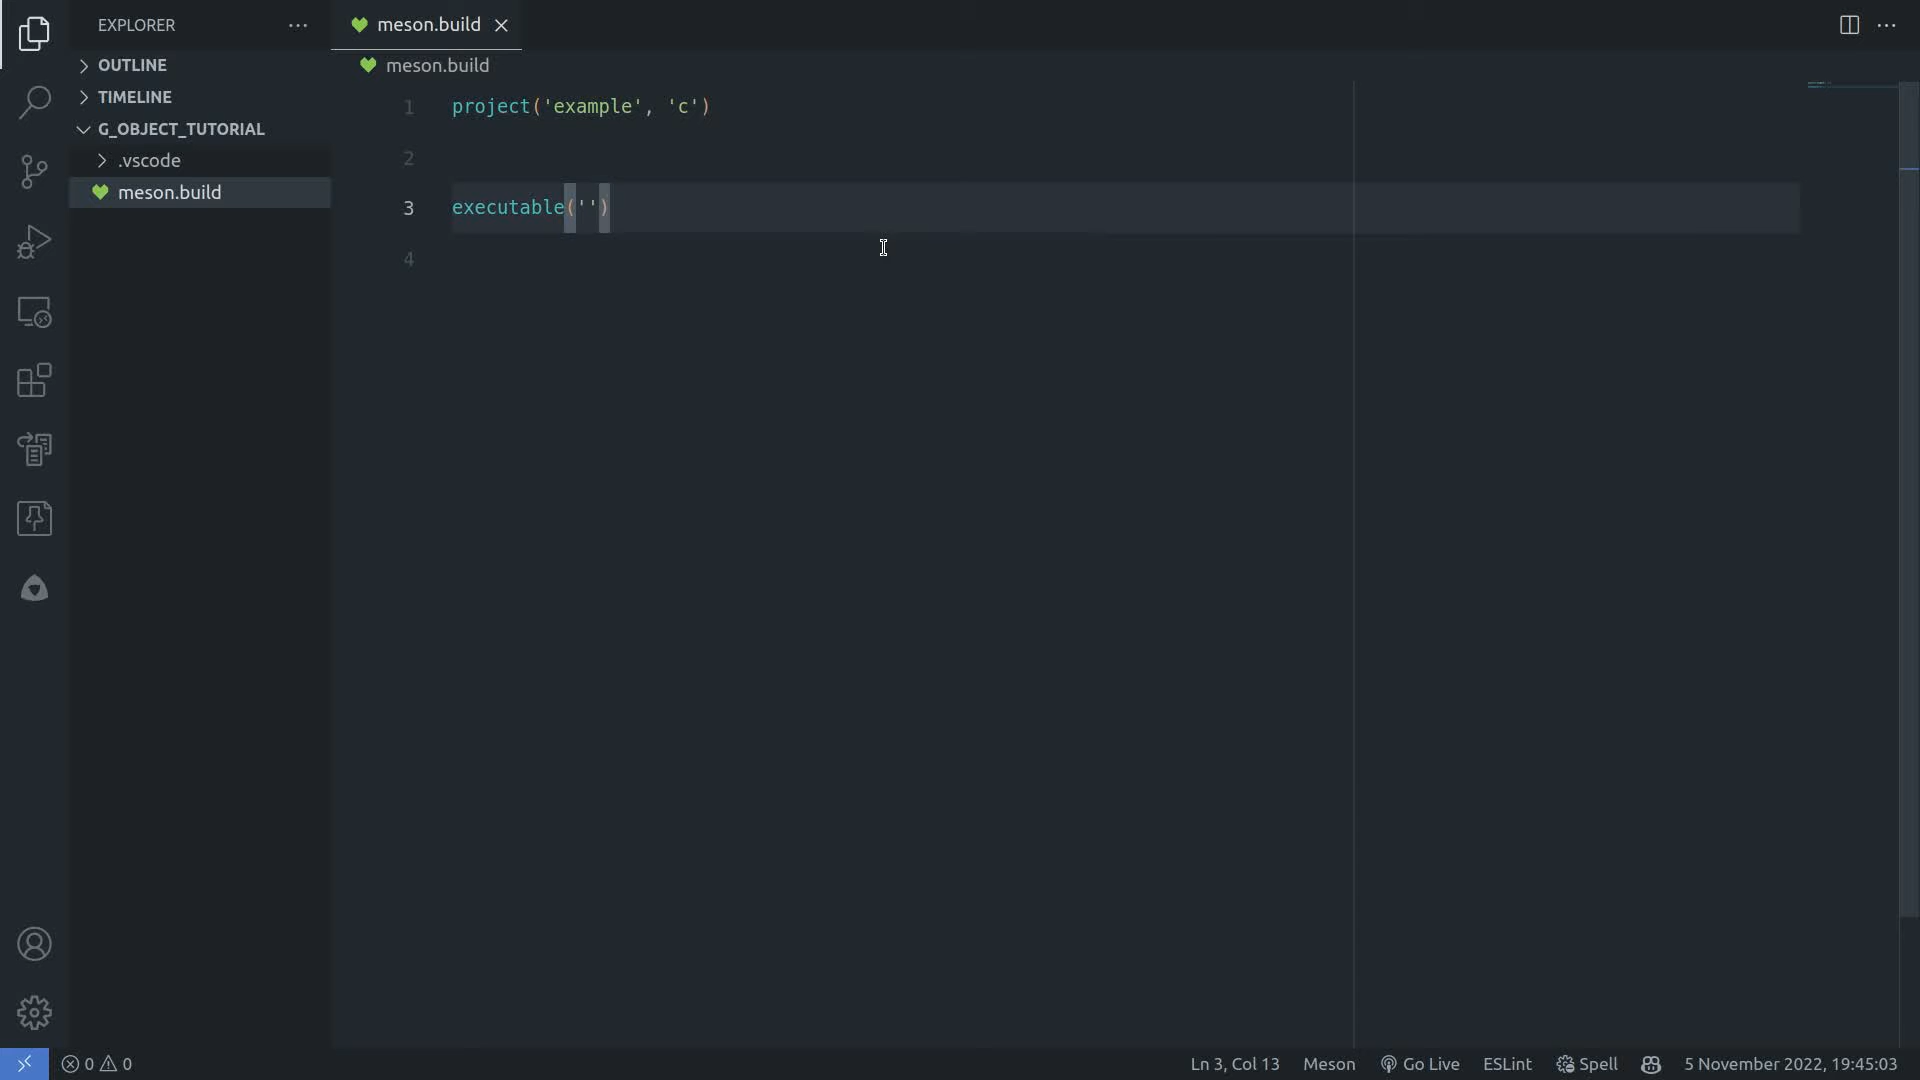 EXPLORER
OUTLINE
TIMELINE
G_OBJECT_TUTORIAL
.vscode
meson.build
meson.build
meson.build
1 project('example', 'c')
2
3 executable('')
4
0 0
Ln 3, Col 13
Meson
Go Live
ESLint
Spell
5 November 2022, 19:45:03